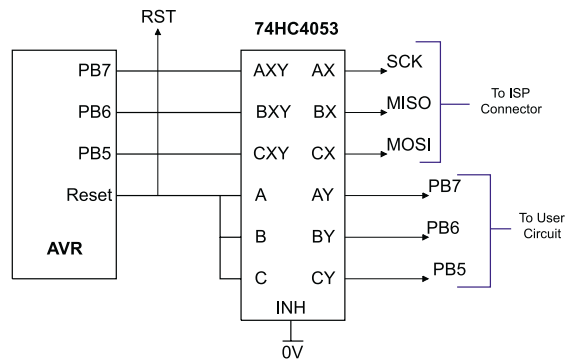 RST
74HC4053
PB7 AXY AX SCK
PB6 BXY BX MISO
PB5 CXY CX MOSI
To ISP
Connector
Reset A AY PB7
B BY PB6
C CY PB5
To User
Circuit
AVR
INH
0V